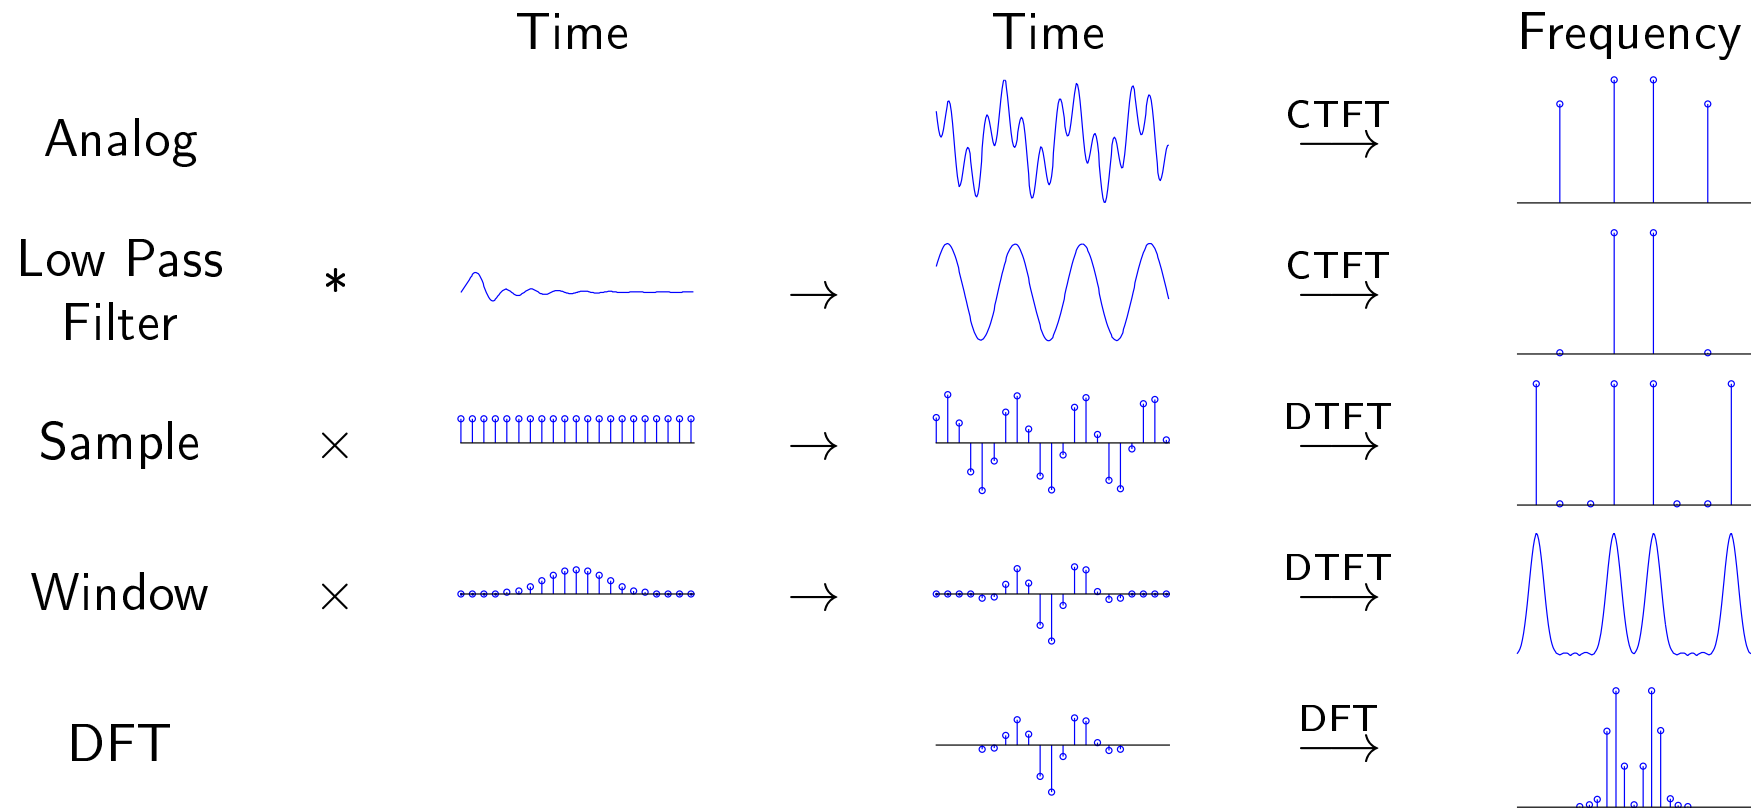 Time Time Frequency
Analog CTFT
Low Pass
Filter * → CTFT
Sample × → DTFT
Window × → DTFT
DFT DFT